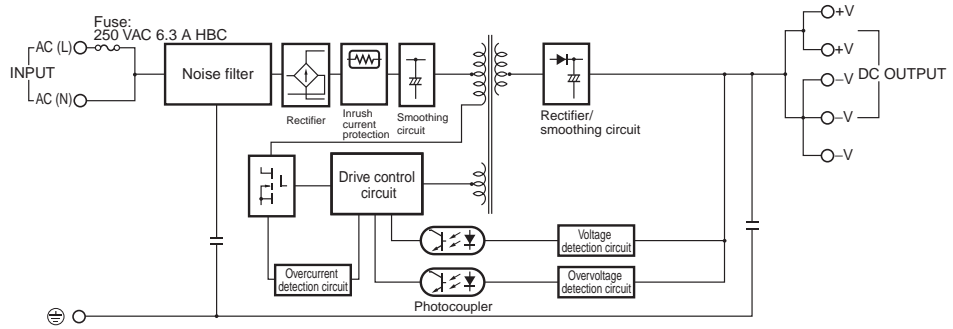 Fuse:
250 VAC 6.3 A HBC
AC (L)
INPUT
AC (N)
Noise filter
Rectifier
Inrush
current
protection
Smoothing
circuit
Rectifier/
smoothing circuit
+V
+V
−V
DC OUTPUT
−V
−V
Drive control
circuit
Overcurrent
detection circuit
Voltage
detection circuit
Overvoltage
detection circuit
Photocoupler